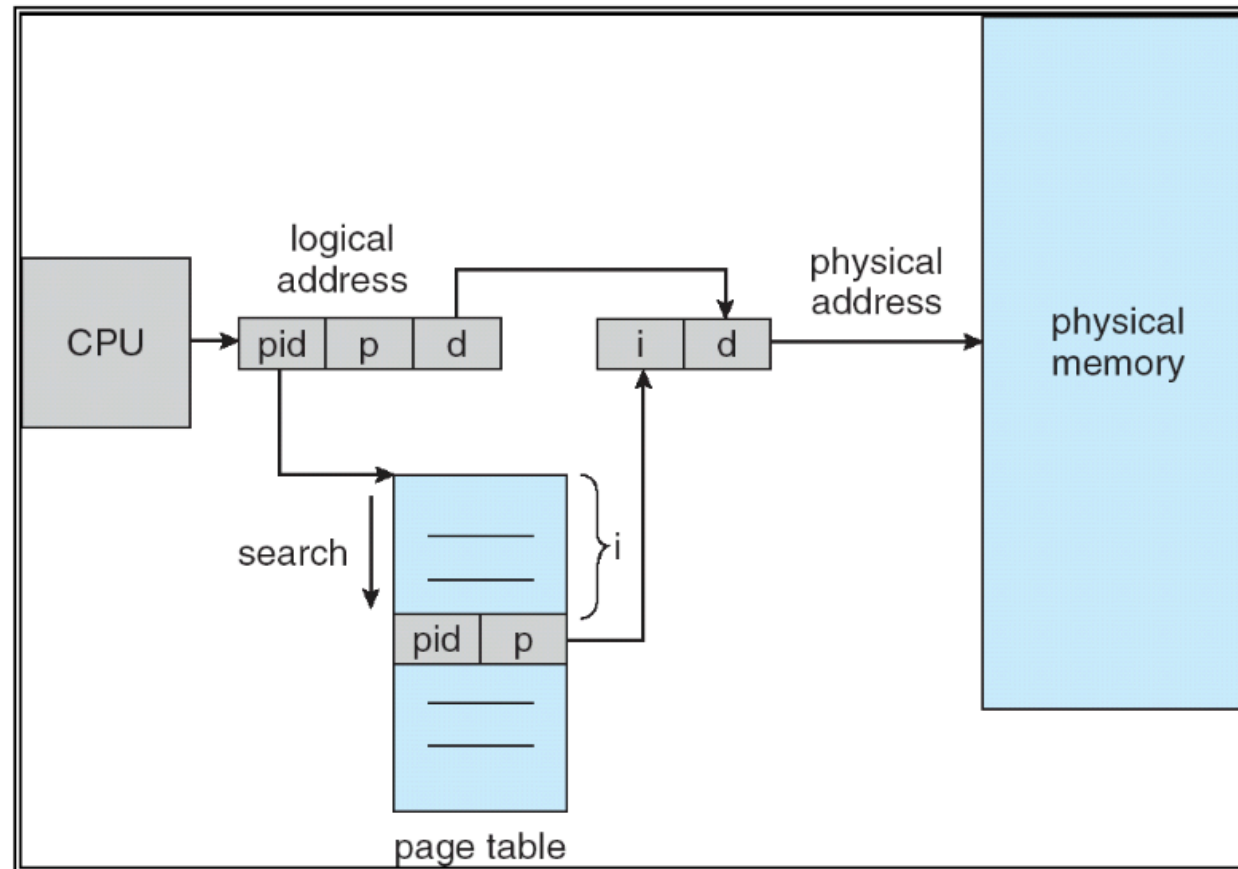 logical
address
physical
address
CPU
pid p d
i d
physical
memory
search
i
pid p
page table